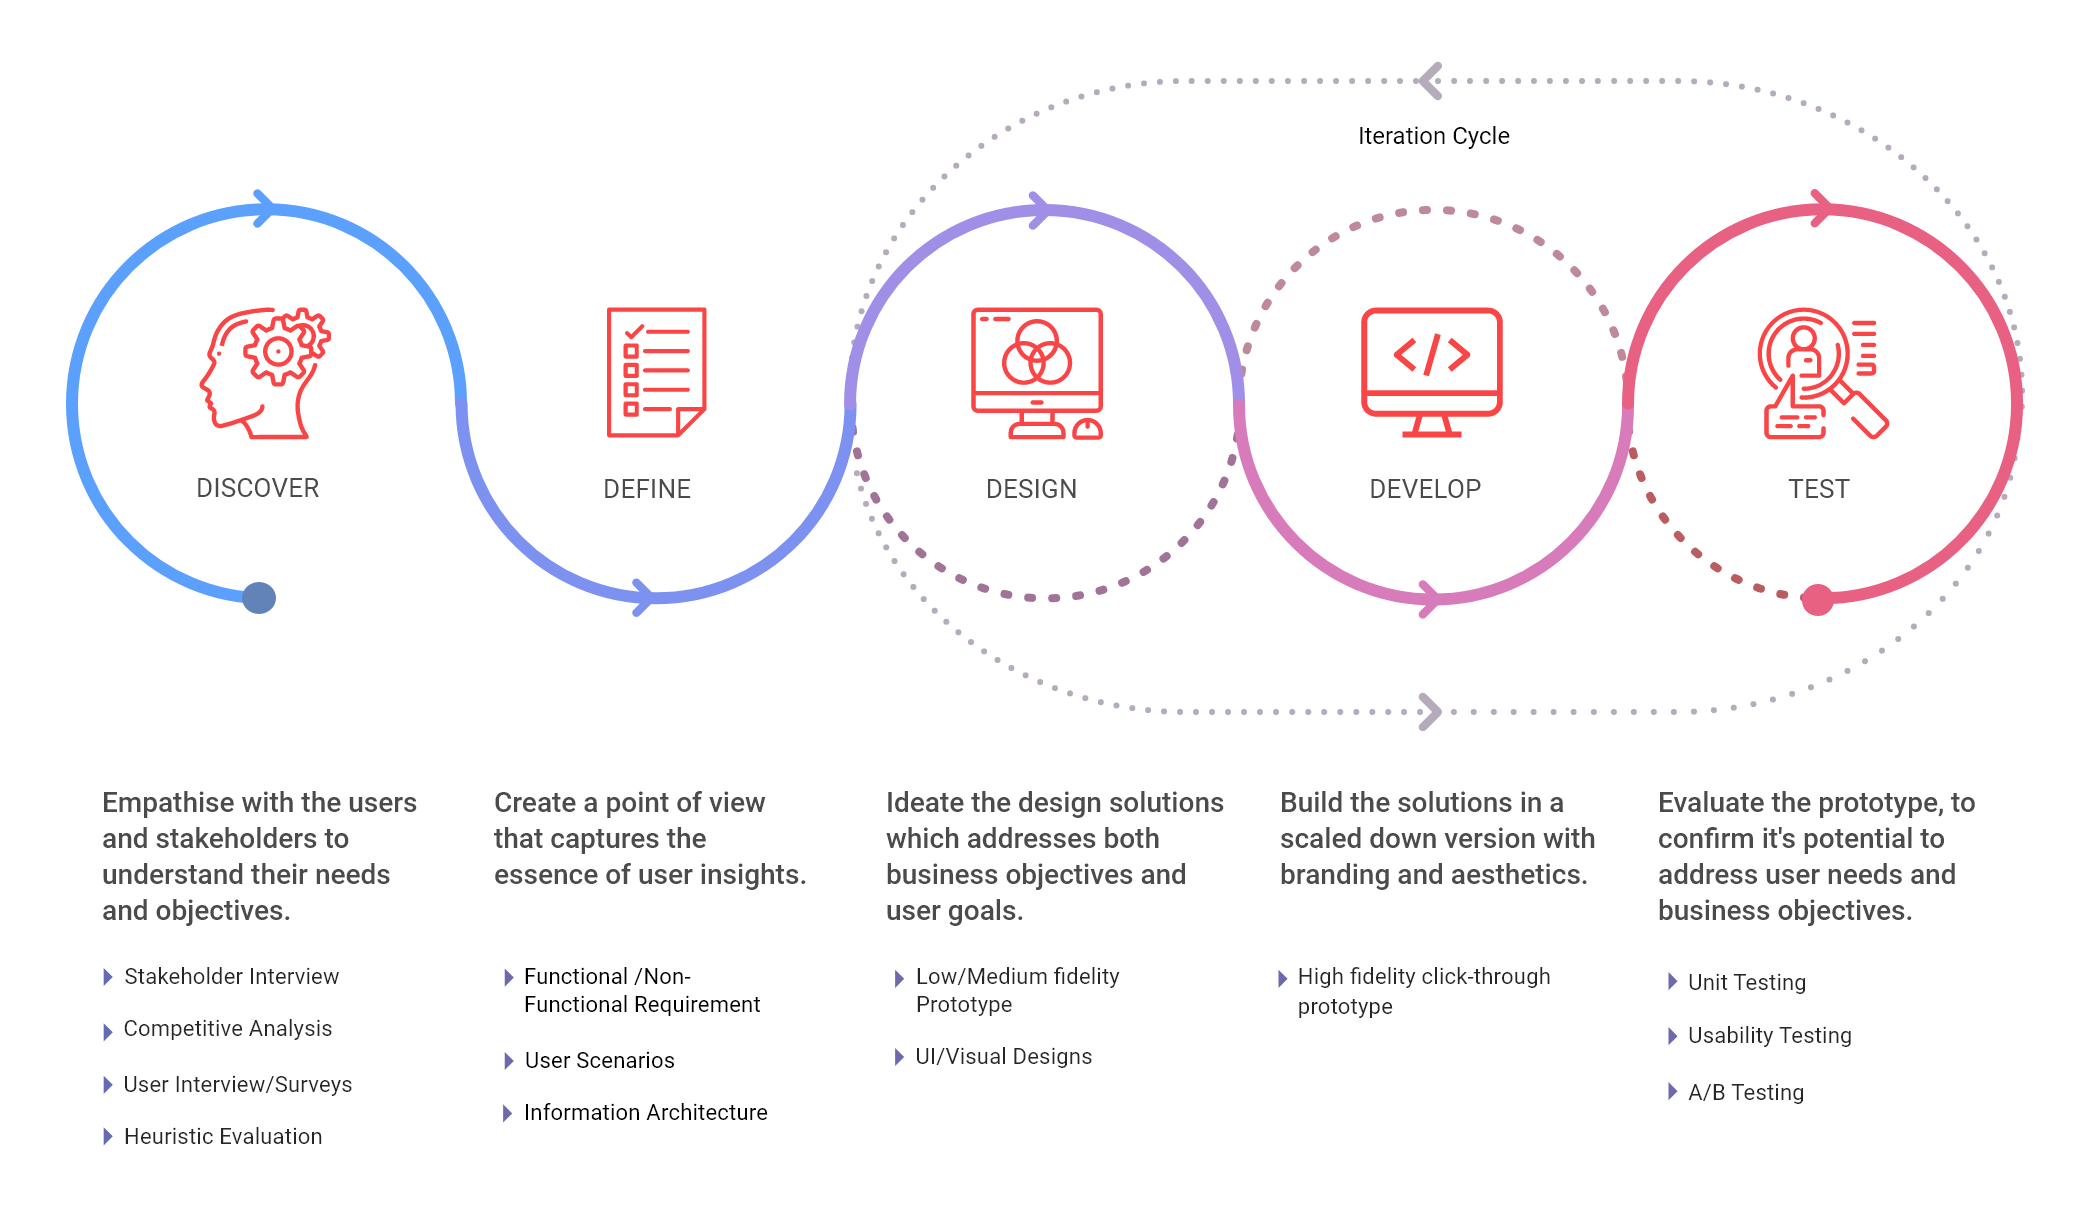 Iteration Cycle
DISCOVER
DEFINE
DESIGN
DEVELOP
TEST
Empathise with the users
and stakeholders to
understand their needs
and objectives.
Stakeholder Interview
Competitive Analysis
User Interview/Surveys
Heuristic Evaluation
Create a point of view
that captures the
essence of user insights.
Functional /Non-
Functional Requirement
User Scenarios
Information Architecture
Ideate the design solutions
which addresses both
business objectives and
user goals.
Low/Medium fidelity
Prototype
UI/Visual Designs
Build the solutions in a
scaled down version with
branding and aesthetics.
High fidelity click-through
prototype
Evaluate the prototype, to
confirm it's potential to
address user needs and
business objectives.
Unit Testing
Usability Testing
A/B Testing